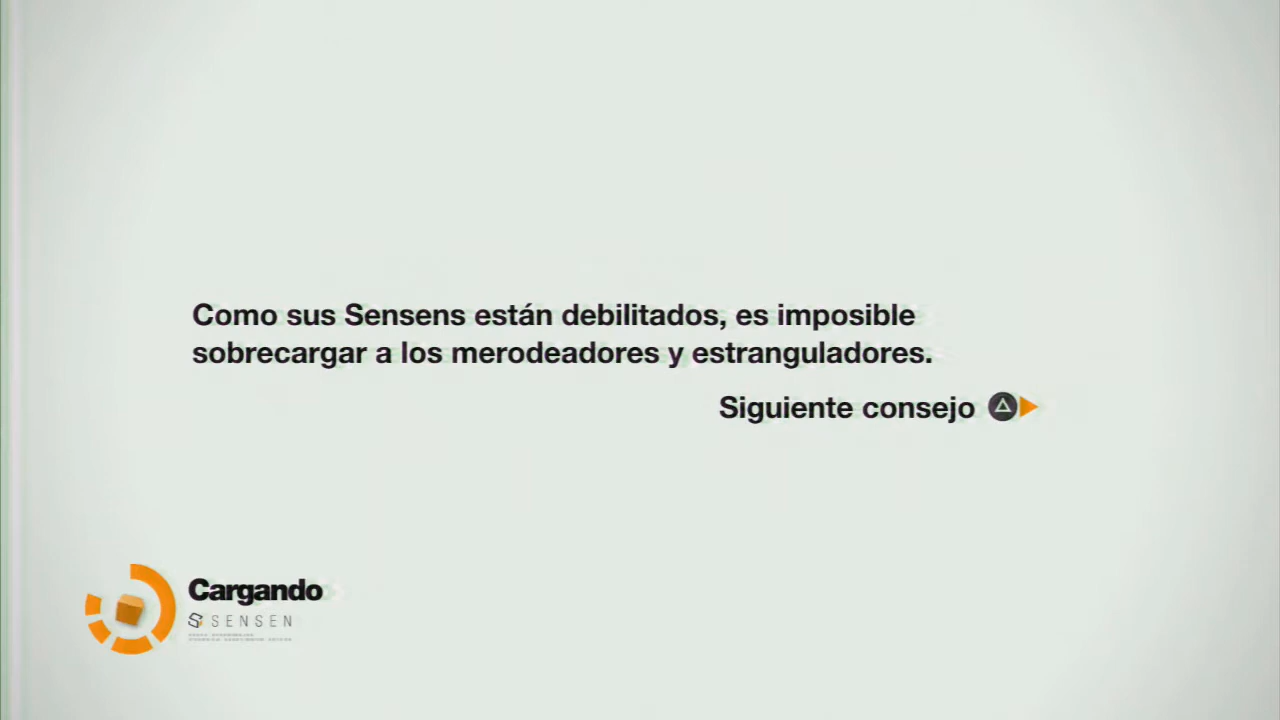 Como sus Sensens están debilitados, es imposible
sobrecargar a los merodeadores y estranguladores.
Siguiente consejo
Cargando
SENSEN